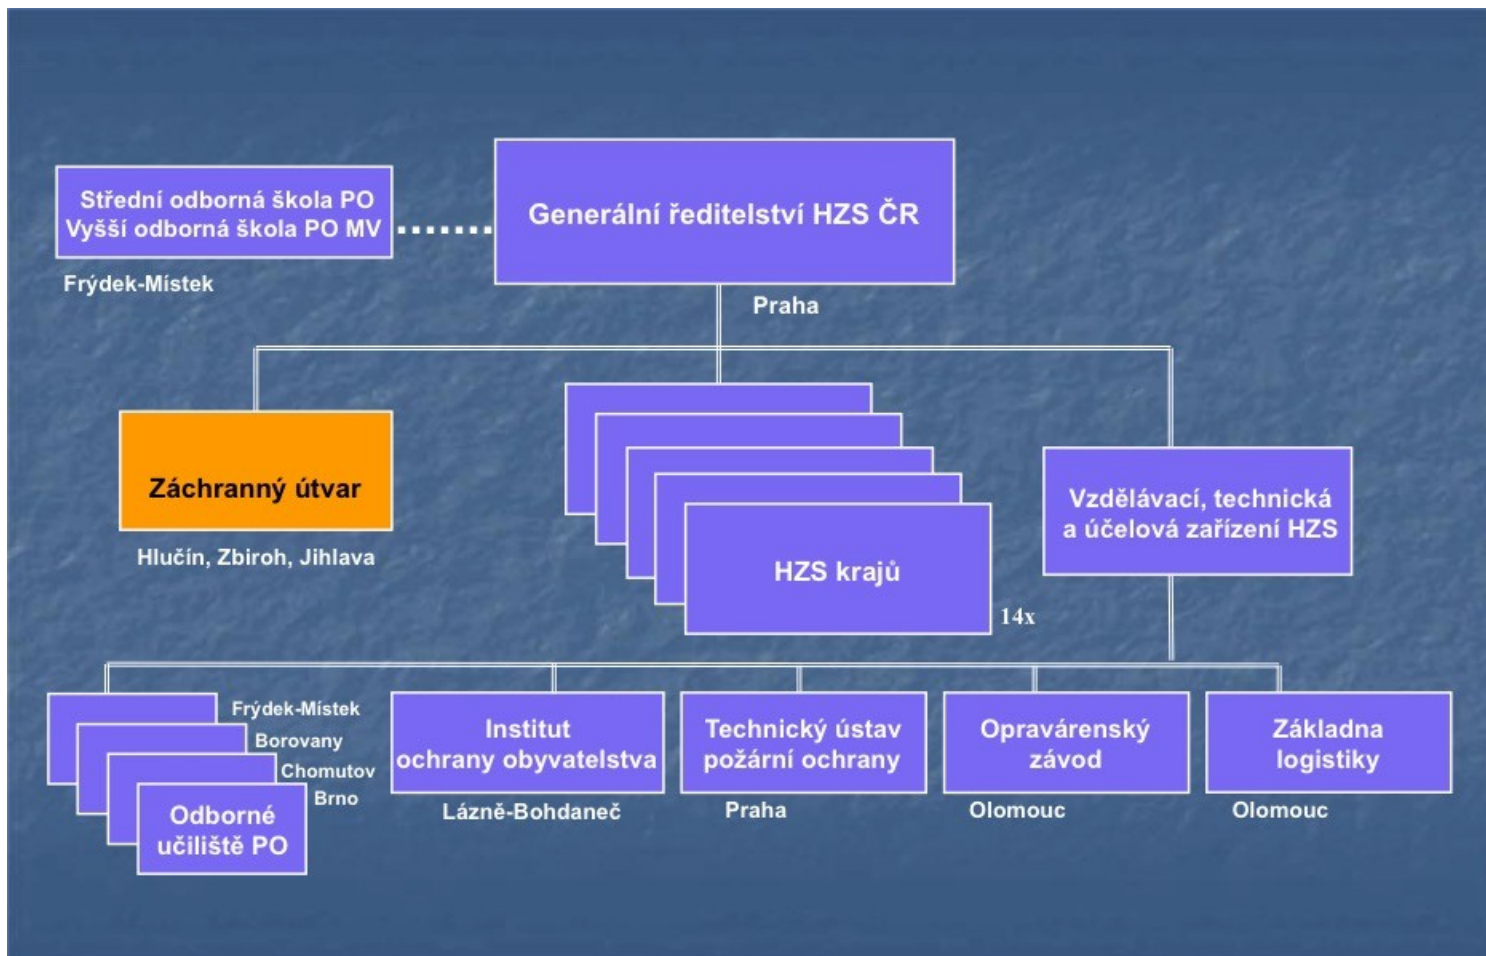 Střední odborná škola PO
Vyšší odborná škola PO MV
Frýdek-Místek
Generální ředitelství HZS ČR
Praha
Záchranný útvar
Hlučín, Zbiroh, Jihlava
HZS krajů
14x
Vzdělávací, technická
a účelová zařízení HZS
Frýdek-Místek
Borovany
Chomutov
Brno
Odborné
učiliště PO
Institut
ochrany obyvatelstva
Lázně-Bohdaneč
Technický ústav
požární ochrany
Praha
Opravárenský
závod
Olomouc
Základna
logistiky
Olomouc